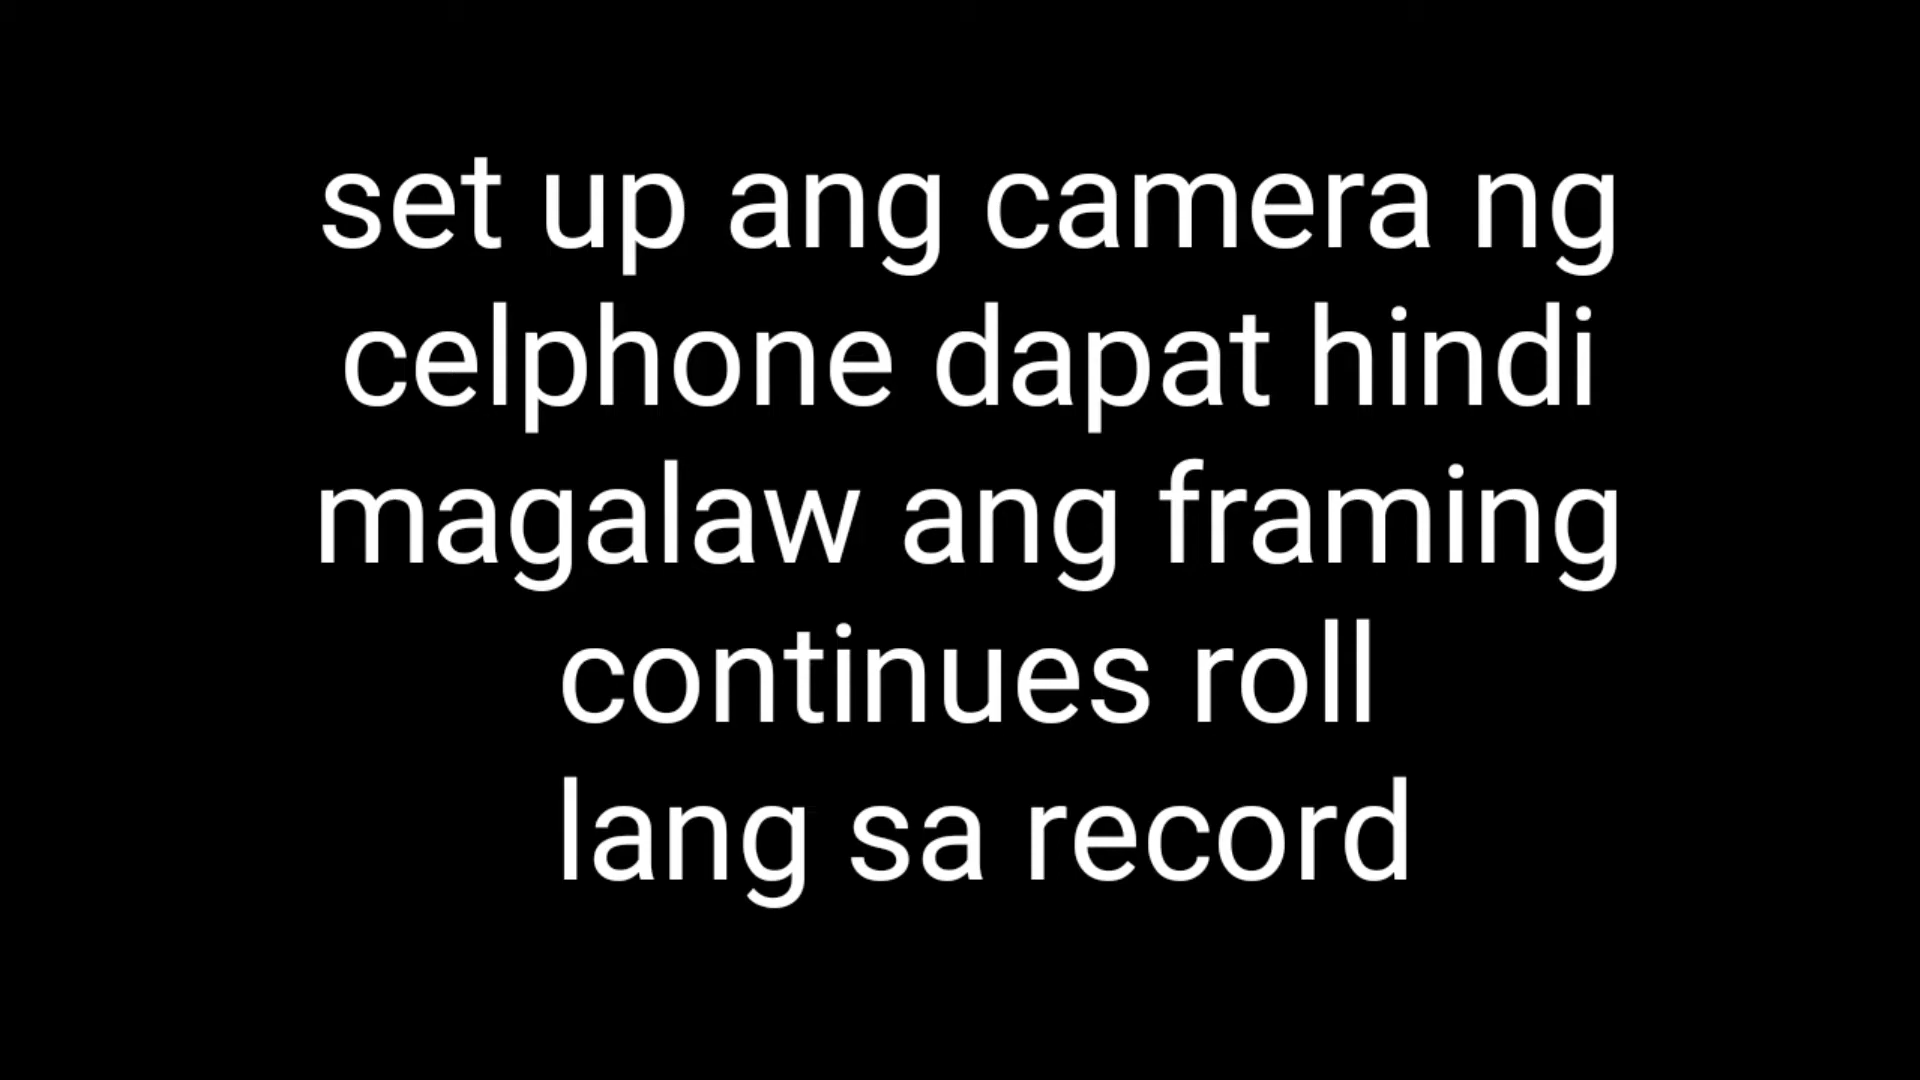 set up ang camera ng
celphone dapat hindi
magalaw ang framing
continues roll
lang sa record